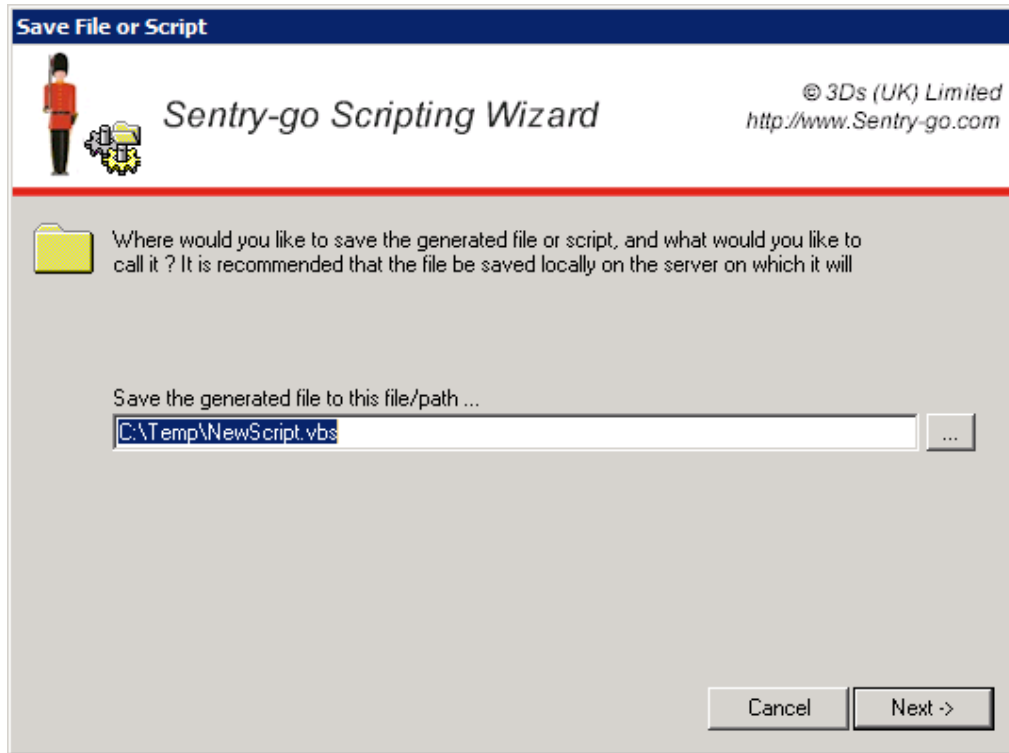 Save File or Script
Sentry-go Scripting Wizard
© 3Ds (UK) Limited
http://www.Sentry-go.com
Where would you like to save the generated file or script, and what would you like to
call it ? It is recommended that the file be saved locally on the server on which it will
Save the generated file to this file/path ...
C:\Temp\NewScript.vbs
...
Cancel
Next ->